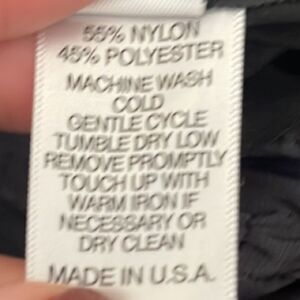 55% NYLON
45% POLYESTER
MACHINE WASH
COLD
GENTLE CYCLE
TUMBLE DRY LOW
REMOVE PROMPTLY
TOUCH UP WITH
WARM IRON IF
NECESSARY OR
DRY CLEAN
MADE IN U.S.A.